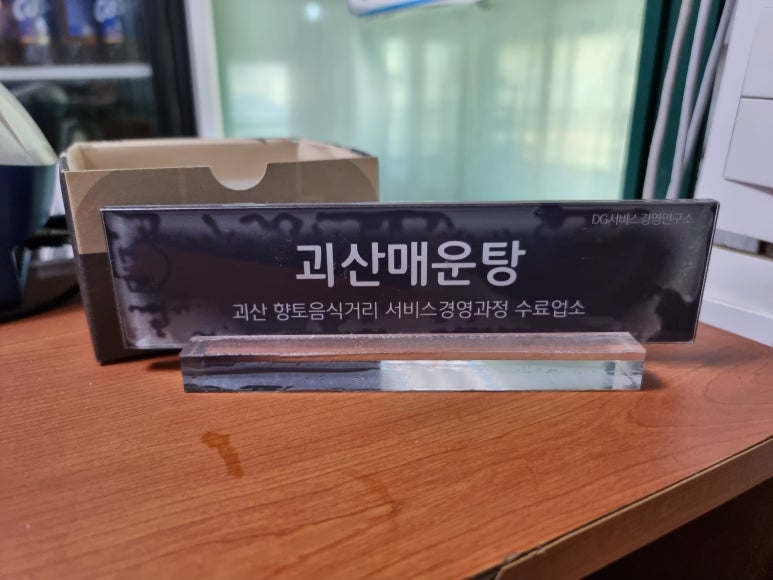 DG서비스경영연구소
괴산매운탕
괴산 향토음식거리 서비스경영과정 수료업소